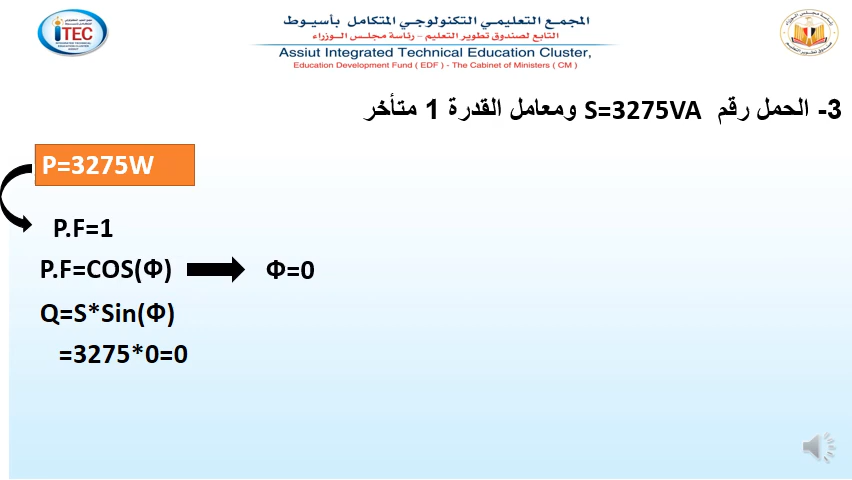 المجمع التعليمي التكنولوجي المتكامل بأسيوط
التابع لصندوق تطوير التعليم – رئاسة مجلس الوزراء
Assiut Integrated Technical Education Cluster,
Education Development Fund ( EDF ) - The Cabinet of Ministers ( CM )
iTEC
3- الحمل رقم S=3275VA ومعامل القدرة 1 متأخر
P=3275W
P.F=1
P.F=COS(Φ)
Φ=0
Q=S*Sin(Φ)
=3275*0=0